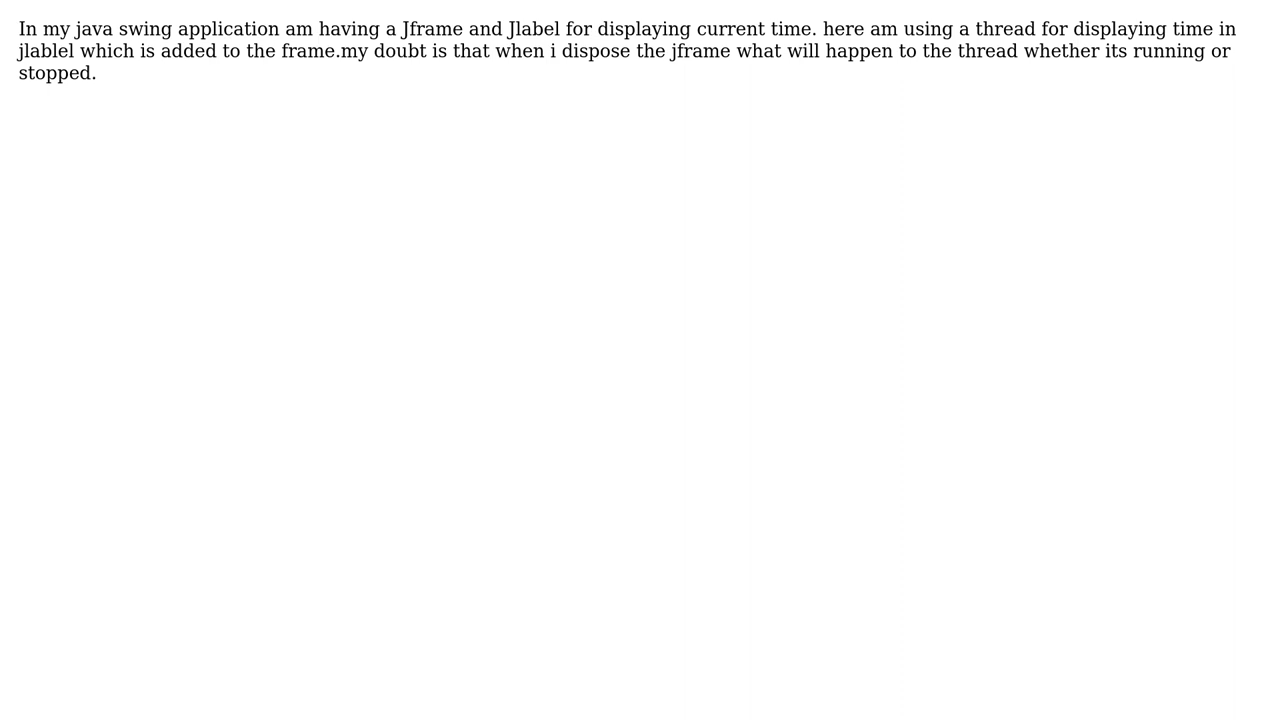 In my java swing application am having a Jframe and Jlabel for displaying current time. here am using a thread for displaying time in
jlablel which is added to the frame.my doubt is that when i dispose the jframe what will happen to the thread whether its running or
stopped.